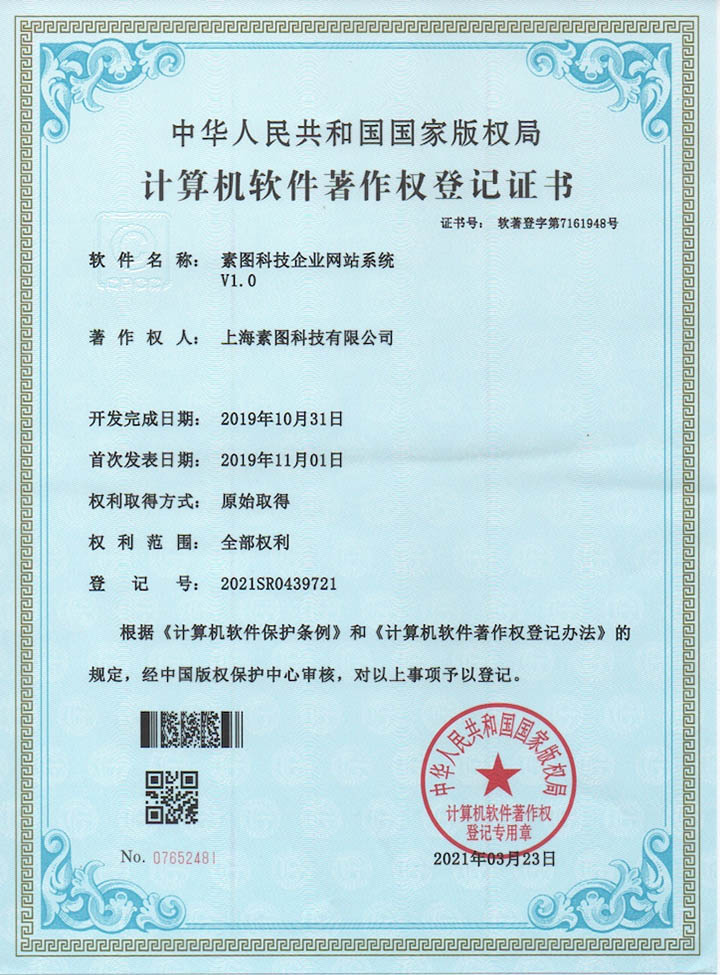 中华人民共和国国家版权局
计算机软件著作权登记证书
证书号： 软著登字第7161948号
软件名称： 素图科技企业网站系统
V1.0
著作权人： 上海素图科技有限公司
开发完成日期： 2019年10月31日
首次发表日期： 2019年11月01日
权利取得方式： 原始取得
权利范围： 全部权利
登记号： 2021SR0439721
根据《计算机软件保护条例》和《计算机软件著作权登记办法》的
规定，经中国版权保护中心审核，对以上事项予以登记。
中华人民共和国国家版权局
计算机软件著作权
登记专用章
No. 07652481
2021年03月23日